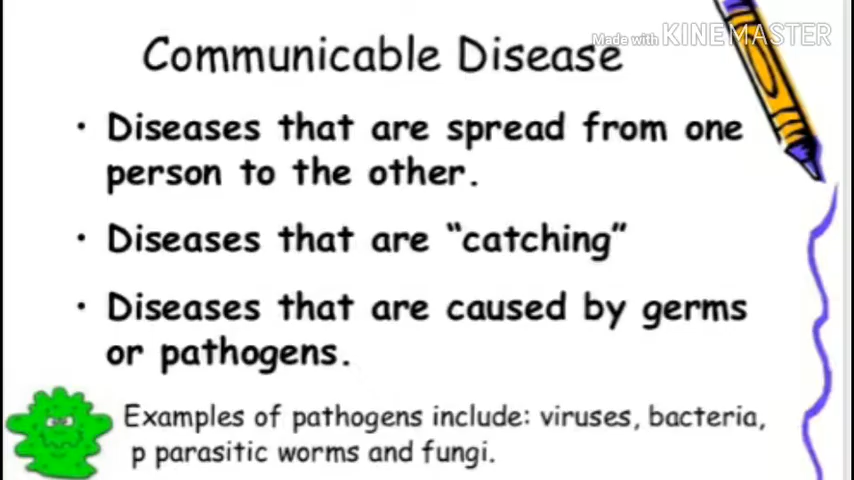 Made with KINEMASTER
Communicable Disease
• Diseases that are spread from one
person to the other.
• Diseases that are “catching”
• Diseases that are caused by germs
or pathogens.
Examples of pathogens include: viruses, bacteria,
p parasitic worms and fungi.